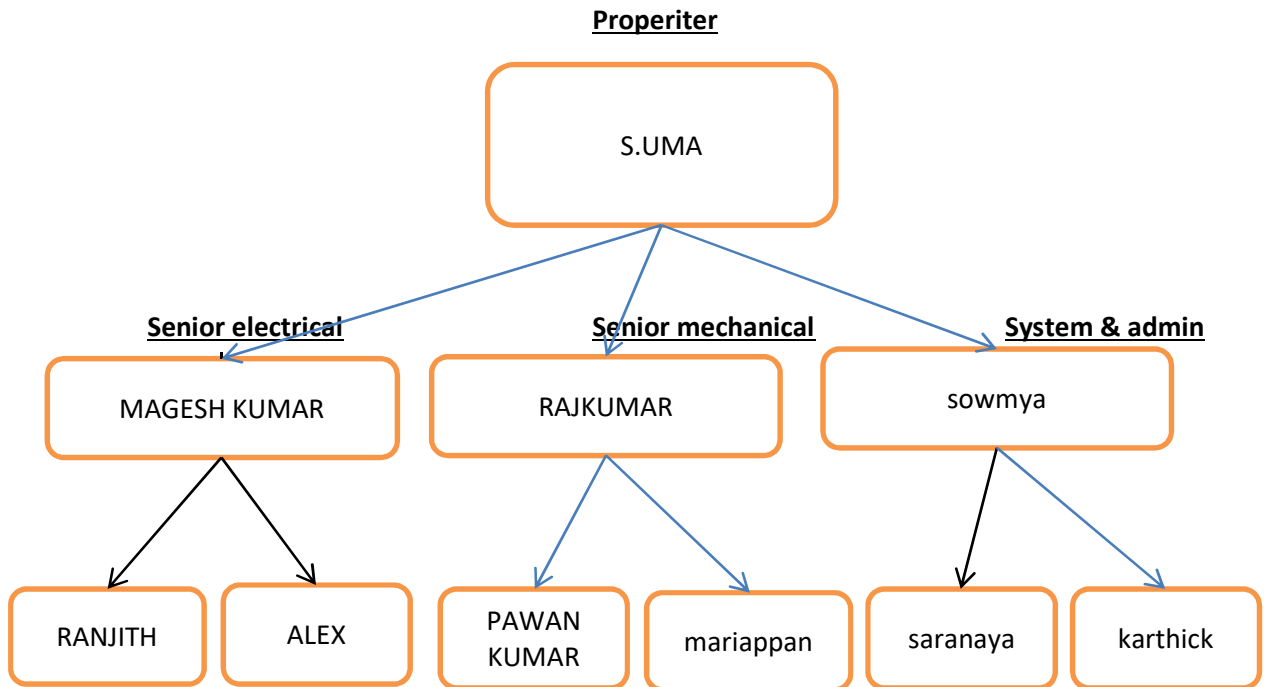 Properiter
S.UMA
Senior electrical
Senior mechanical
System & admin
MAGESH KUMAR
RAJKUMAR
sowmya
RANJITH
ALEX
PAWAN
KUMAR
mariappan
saranaya
karthick